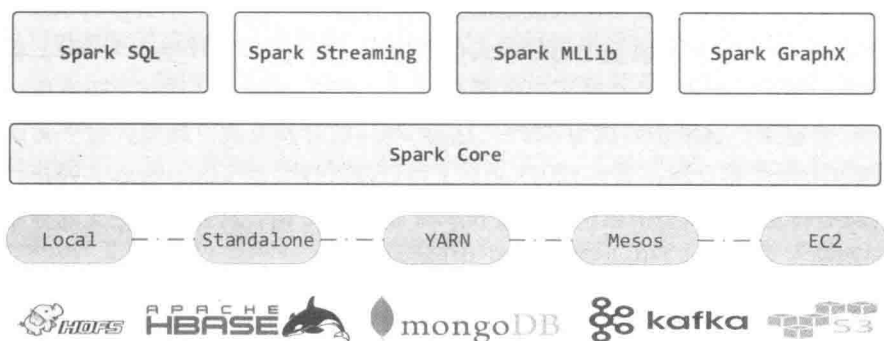 Spark SQL Spark Streaming Spark MLLib Spark GraphX
Spark Core
Local Standalone YARN Mesos EC2
HDFS APACHE HBASE mongoDB kafka S3